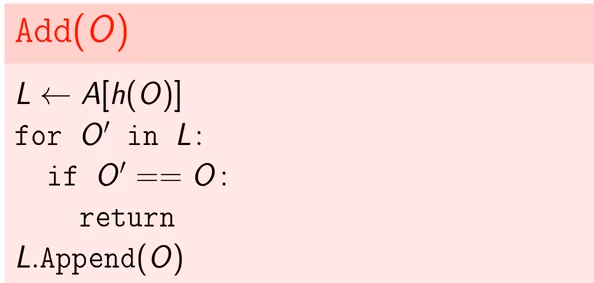 Add(O)
L ← A[h(O)]
for O′ in L:
if O′ == O:
return
L.Append(O)